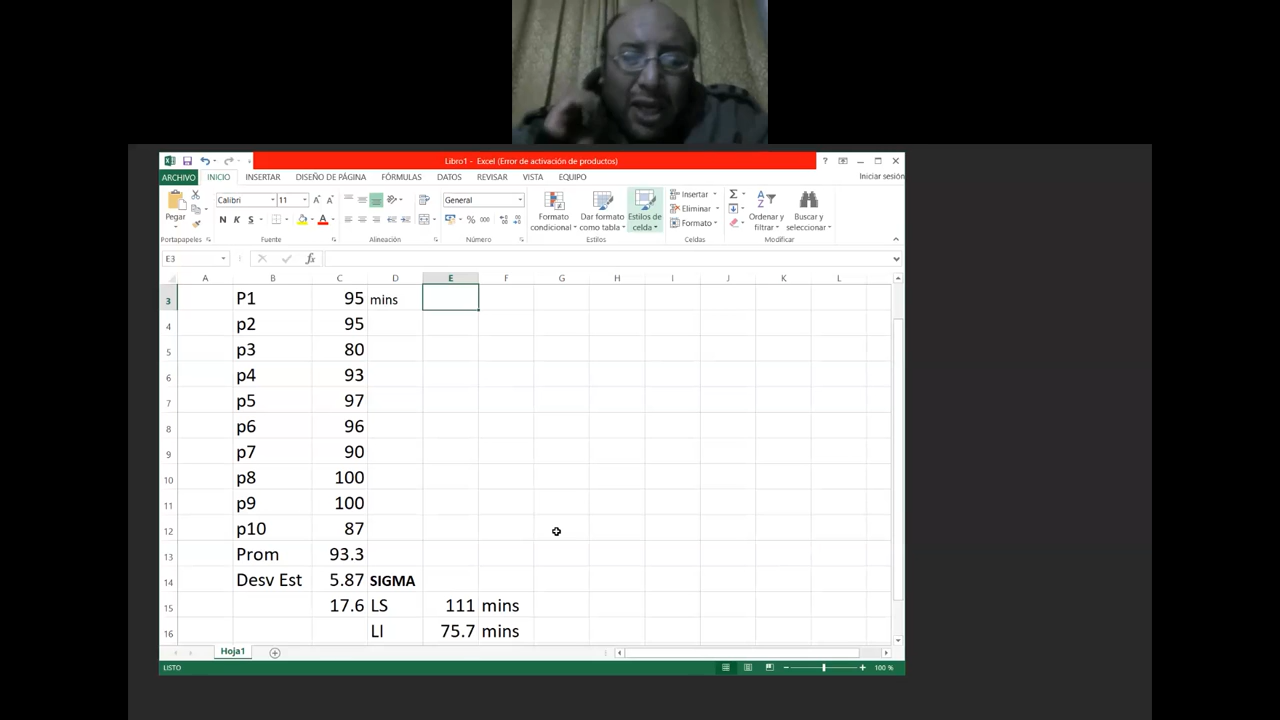 Libro1 - Excel (Error de activación de productos) ?
ARCHIVO INICIO INSERTAR DISEÑO DE PÁGINA FÓRMULAS DATOS REVISAR VISTA EQUIPO Iniciar sesión
Pegar
Portapapeles
Calibri 11
N K S
Fuente
Alineación
General
% 000
Número
Formato condicional
Dar formato como tabla
Estilos de celda
Estilos
Insertar
Eliminar
Formato
Celdas
Ordenar y filtrar
Buscar y seleccionar
Modificar
E3 fx
A B C D E F G H I J K L
3 P1 95 mins
4 p2 95
5 p3 80
6 p4 93
7 p5 97
8 p6 96
9 p7 90
10 p8 100
11 p9 100
12 p10 87
13 Prom 93.3
14 Desv Est 5.87 SIGMA
15 17.6 LS 111 mins
16 LI 75.7 mins
Hoja1
LISTO 100 %